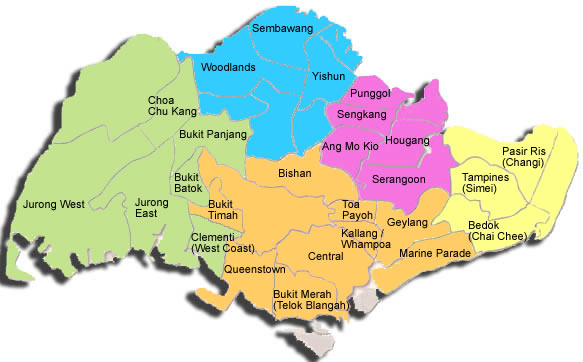 Sembawang
Woodlands
Yishun
Punggol
Choa
Chu Kang
Sengkang
Bukit Panjang
Hougang
Ang Mo Kio
Pasir Ris
(Changi)
Bishan
Serangoon
Tampines
(Simei)
Bukit
Batok
Jurong West
Jurong
East
Bukit
Timah
Toa
Payoh
Geylang
Bedok
(Chai Chee)
Clementi
(West Coast)
Kallang
Whampoa
Marine Parade
Central
Queenstown
Bukit Merah
(Telok Blangah)